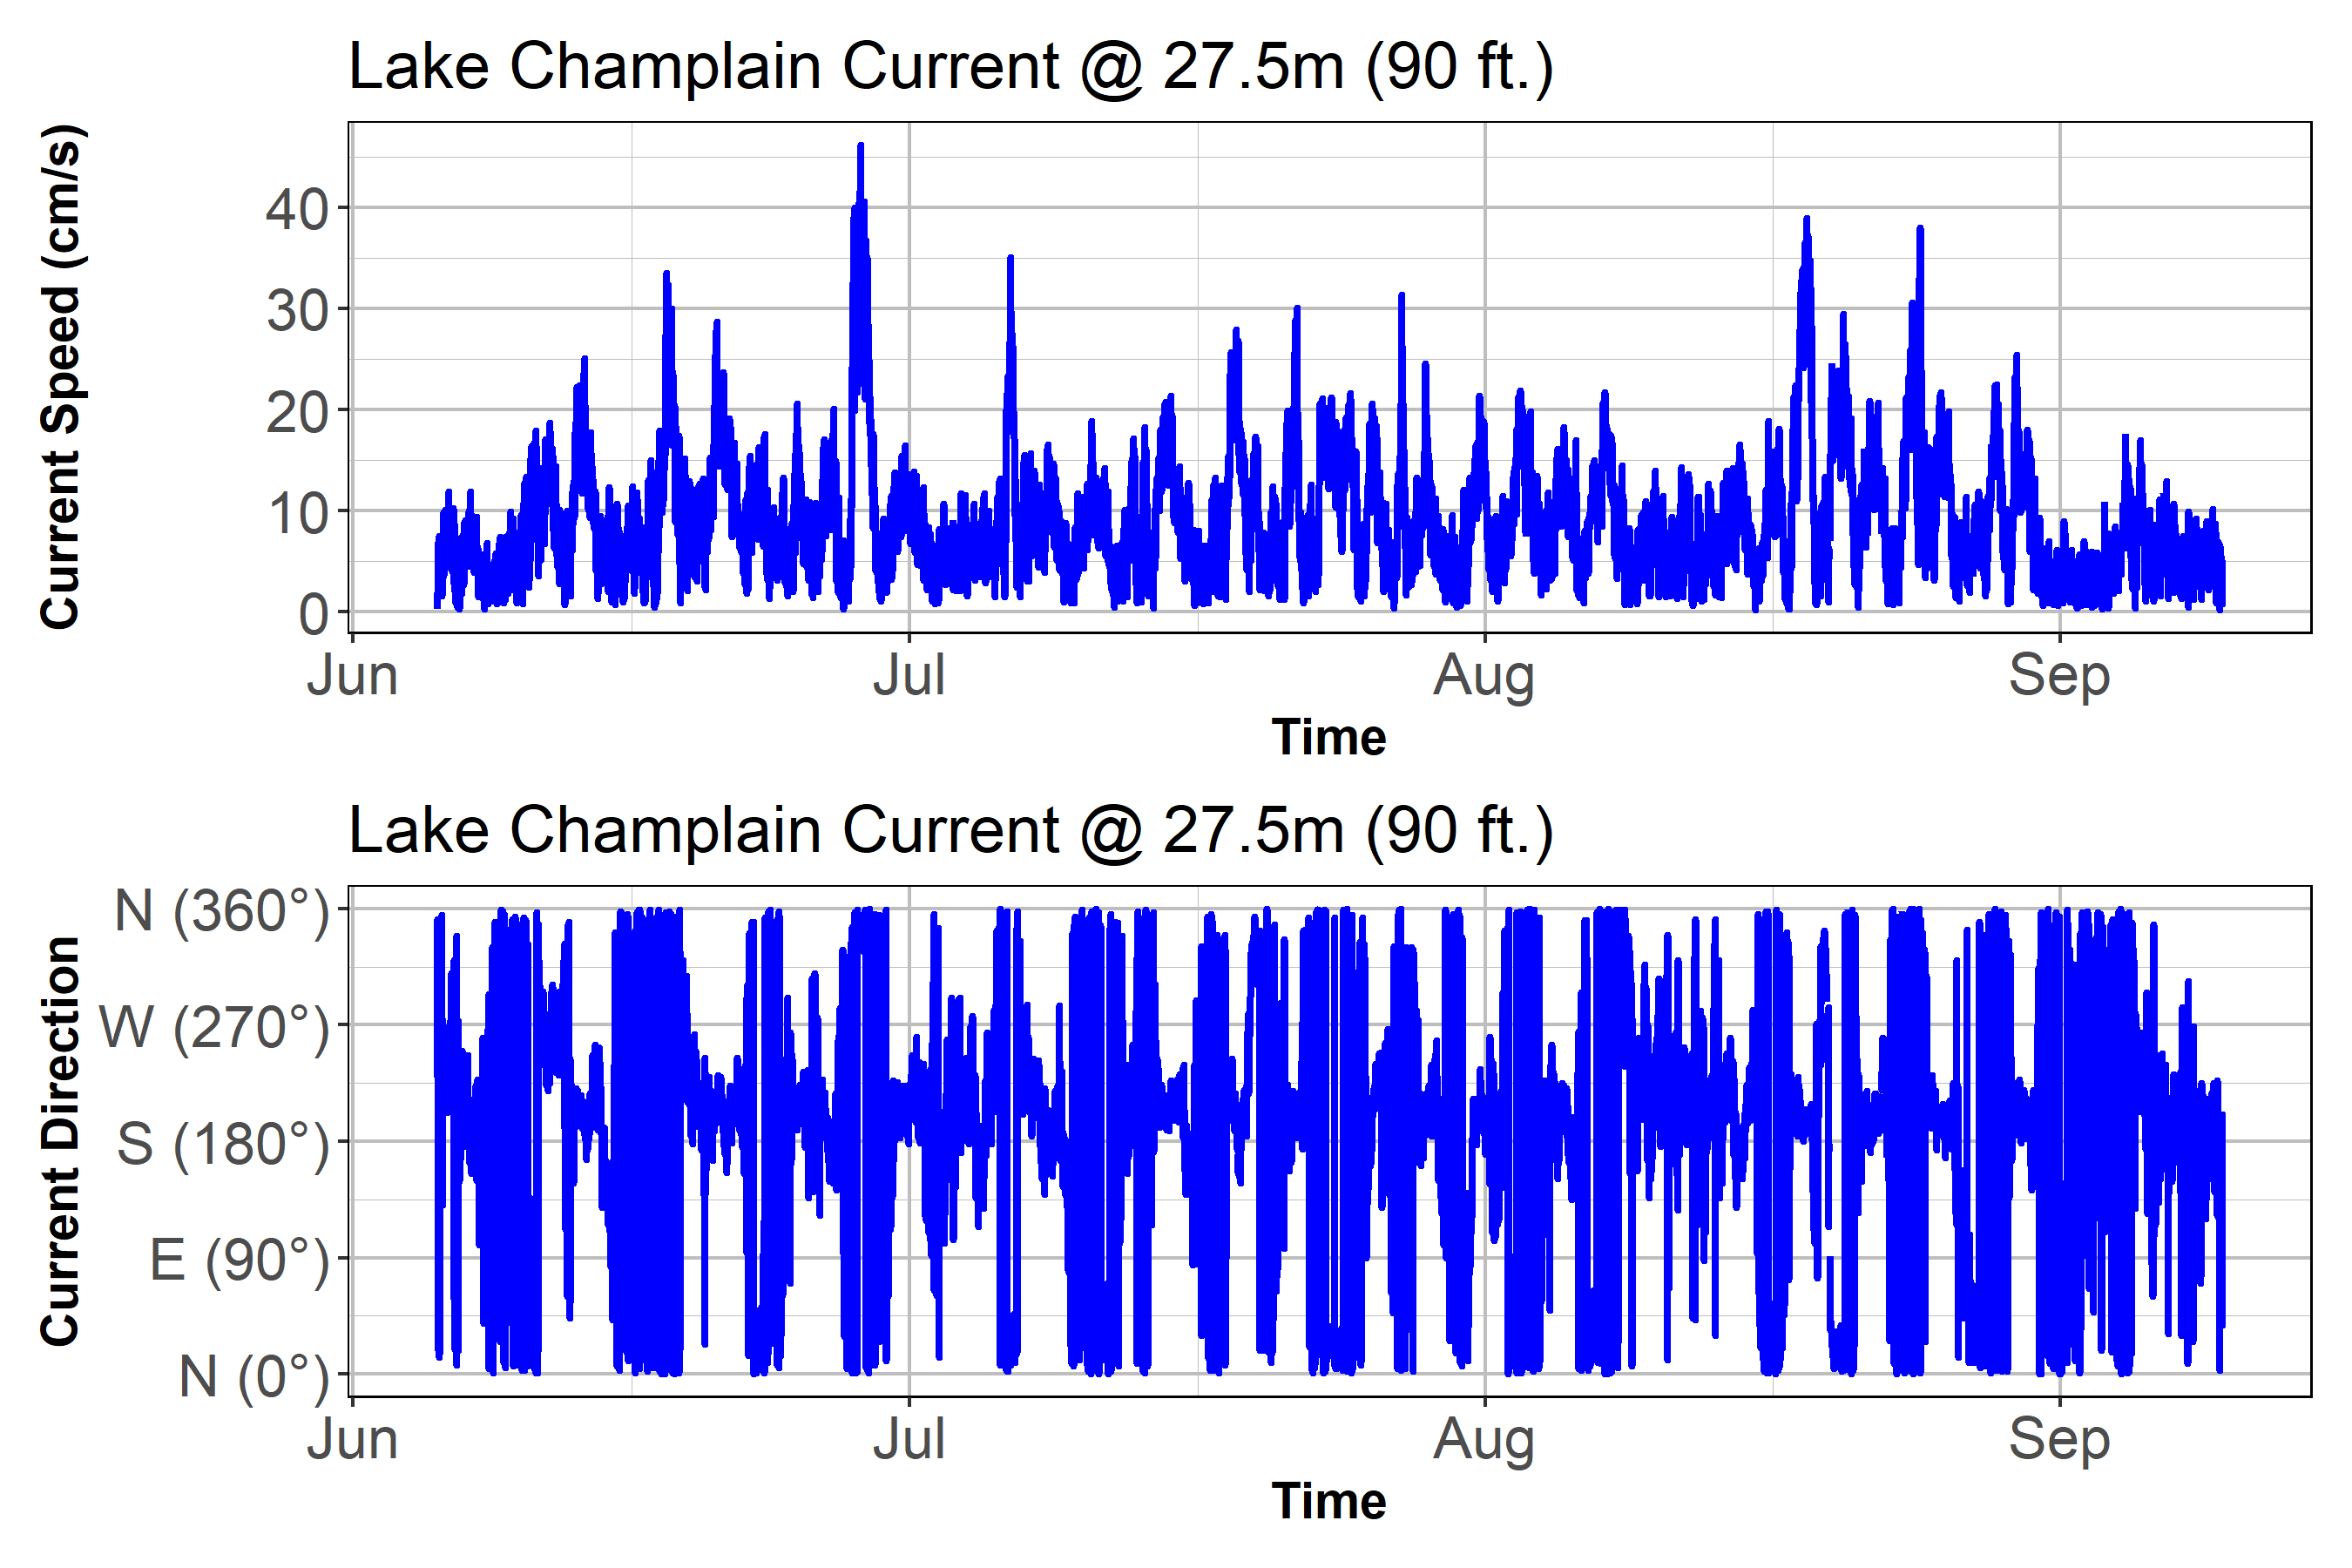 Lake Champlain Current @ 27.5m (90 ft.)
Current Speed (cm/s)
40
30
20
10
0
Jun Jul Aug Sep
Time
Lake Champlain Current @ 27.5m (90 ft.)
Current Direction
N (360°)
W (270°)
S (180°)
E (90°)
N (0°)
Jun Jul Aug Sep
Time